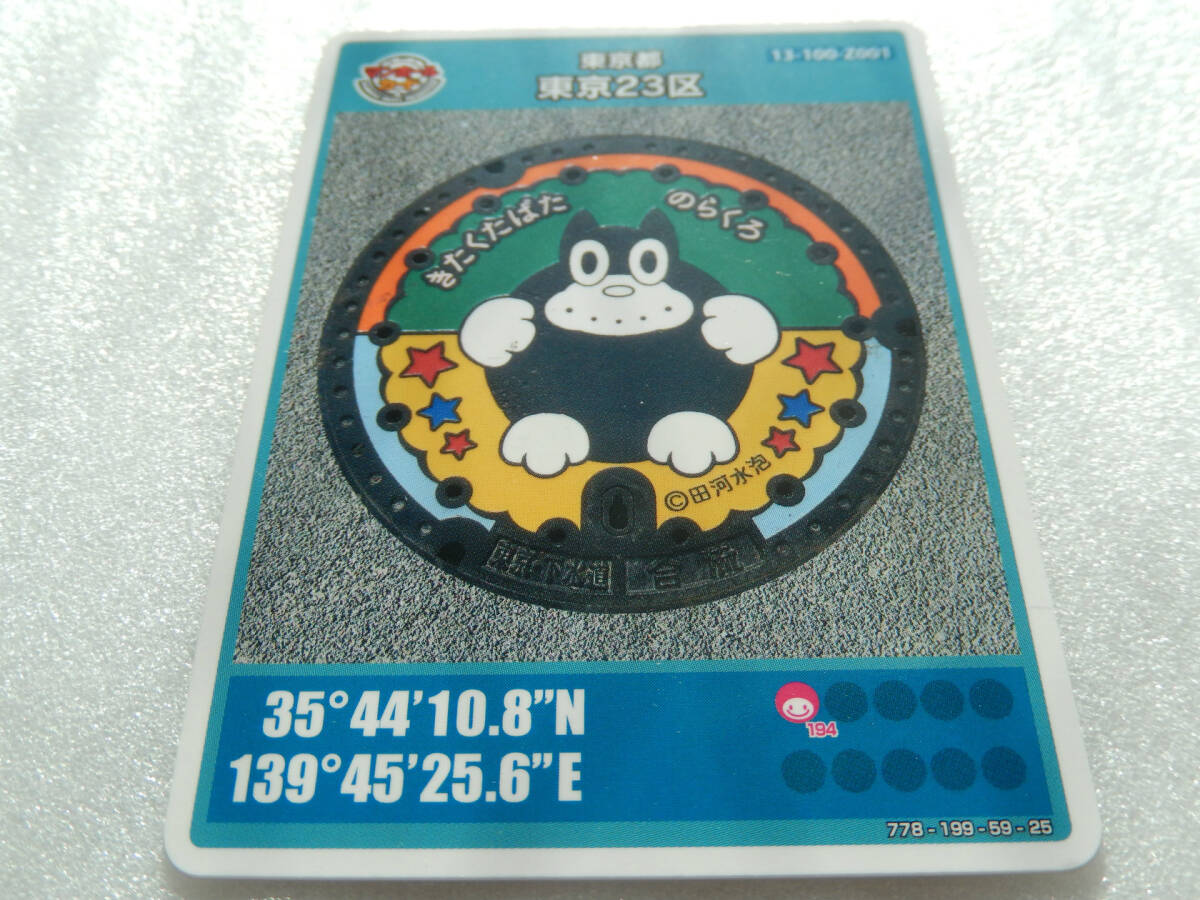 東京都
東京23区
13-100-Z001
きたくたばた
のらくろ
©田河水泡
東京下水道
合流
35°44'10.8"N
139°45'25.6"E
194
778-199-59-25